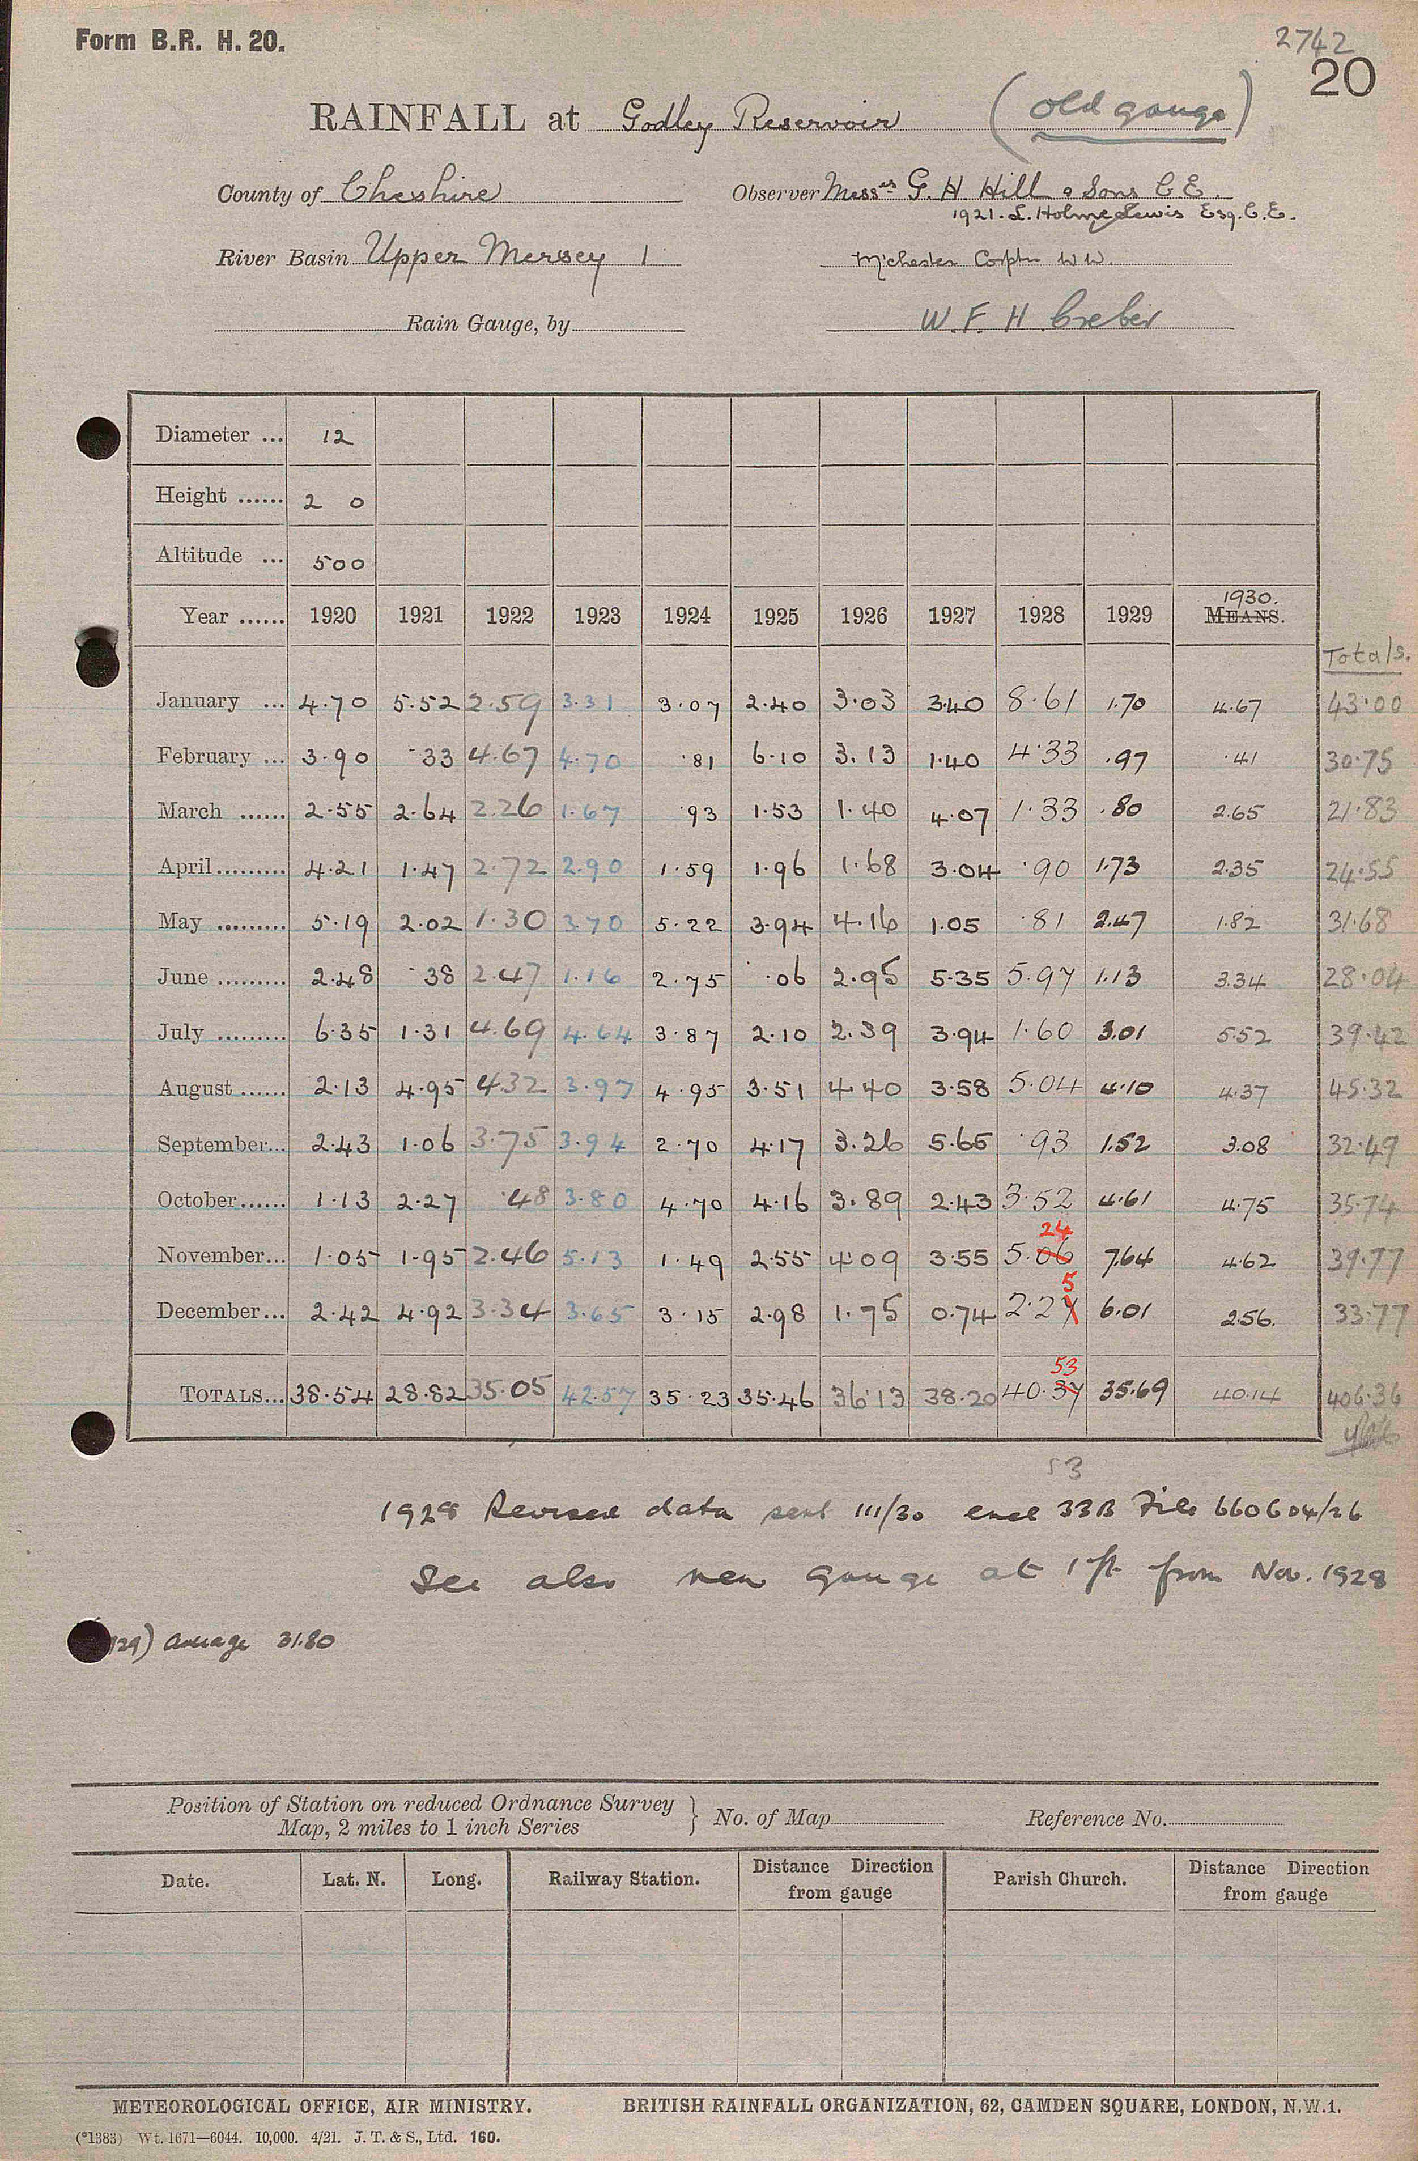 Form B.R. H. 20.
2742
20
RAINFALL at Godley Reservoir (old gauge)
County of Cheshire Observer Messrs G. H Hill & Sons C E.
1921. L. Holme Lewis Esq. C.E.
River Basin Upper Mersey 1 M'chester Corptn W W.
Rain Gauge, by W. F. H Creber
Diameter ... 12
Height ...... 2 0
Altitude ... 500
1930.
Year ...... 1920 1921 1922 1923 1924 1925 1926 1927 1928 1929 MEANS.
Totals.
January ... 4.70 5.52 2.59 3.31 3.07 2.40 3.03 3.40 8.61 1.70 4.67 43.00
February ... 3.90 .33 4.67 4.70 .81 6.10 3.13 1.40 4.33 .97 .41 30.75
March ...... 2.55 2.64 2.26 1.67 .93 1.53 1.40 4.07 1.33 .80 2.65 21.83
April......... 4.21 1.47 2.72 2.90 1.59 1.96 1.68 3.04 .90 1.73 2.35 24.55
May ......... 5.19 2.02 1.30 3.70 5.22 3.94 4.16 1.05 .81 2.47 1.82 31.68
June ......... 2.48 .38 2.47 1.16 2.75 .06 2.95 5.35 5.97 1.13 3.34 28.04
July ......... 6.35 1.31 4.69 4.64 3.87 2.10 2.39 3.94 1.60 3.01 5.52 39.42
August ...... 2.13 4.95 4.32 3.97 4.95 3.51 4.40 3.58 5.04 4.10 4.37 45.32
September... 2.43 1.06 3.75 3.94 2.70 4.17 3.26 5.65 .93 1.52 3.08 32.49
October...... 1.13 2.27 .48 3.80 4.70 4.16 3.89 2.43 3.52 4.61 4.75 35.74
24
November... 1.05 1.95 2.46 5.13 1.49 2.55 4.09 3.55 5.06 7.64 4.62 39.77
5
December... 2.42 4.92 3.34 3.65 3.15 2.98 1.75 0.74 2.27 6.01 2.56. 33.77
53
TOTALS... 38.54 28.82 35.05 42.57 35.23 35.46 36.13 38.20 40.37 35.69 40.14 406.36
53
1928 Revised data sent 111/30 encl 33B File 660604/26
See also new gauge at 1 ft from Nov. 1928
29) average 31.80
Position of Station on reduced Ordnance Survey
Map, 2 miles to 1 inch Series } No. of Map Reference No.
Date. Lat. N. Long. Railway Station. Distance Direction from gauge Parish Church. Distance Direction from gauge
METEOROLOGICAL OFFICE, AIR MINISTRY. BRITISH RAINFALL ORGANIZATION, 62, CAMDEN SQUARE, LONDON, N.W.1.
(*1383) Wt. 1671—6044. 10,000. 4/21. J. T. & S., Ltd. 160.